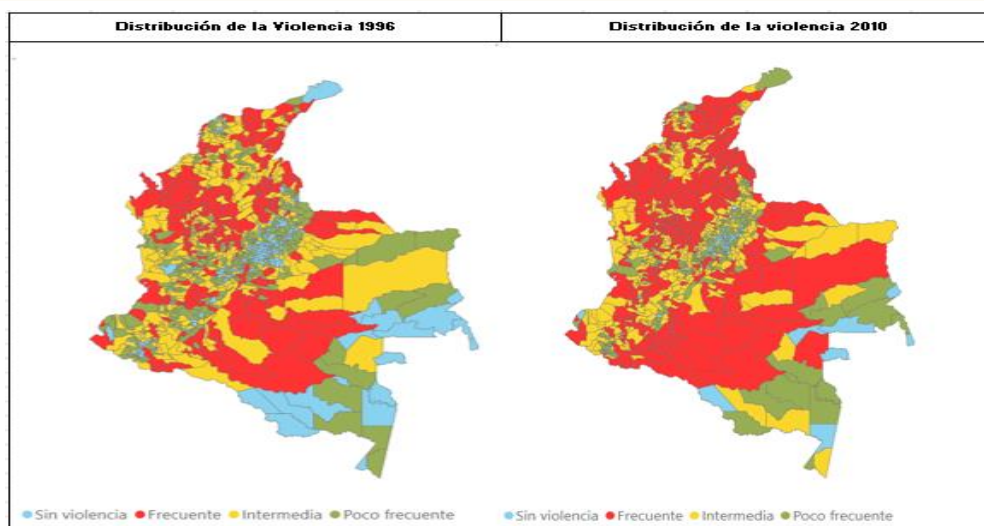 Distribución de la Violencia 1996
Distribución de la violencia 2010
Sin violencia Frecuente Intermedia Poco frecuente
Sin violencia Frecuente Intermedia Poco frecuente